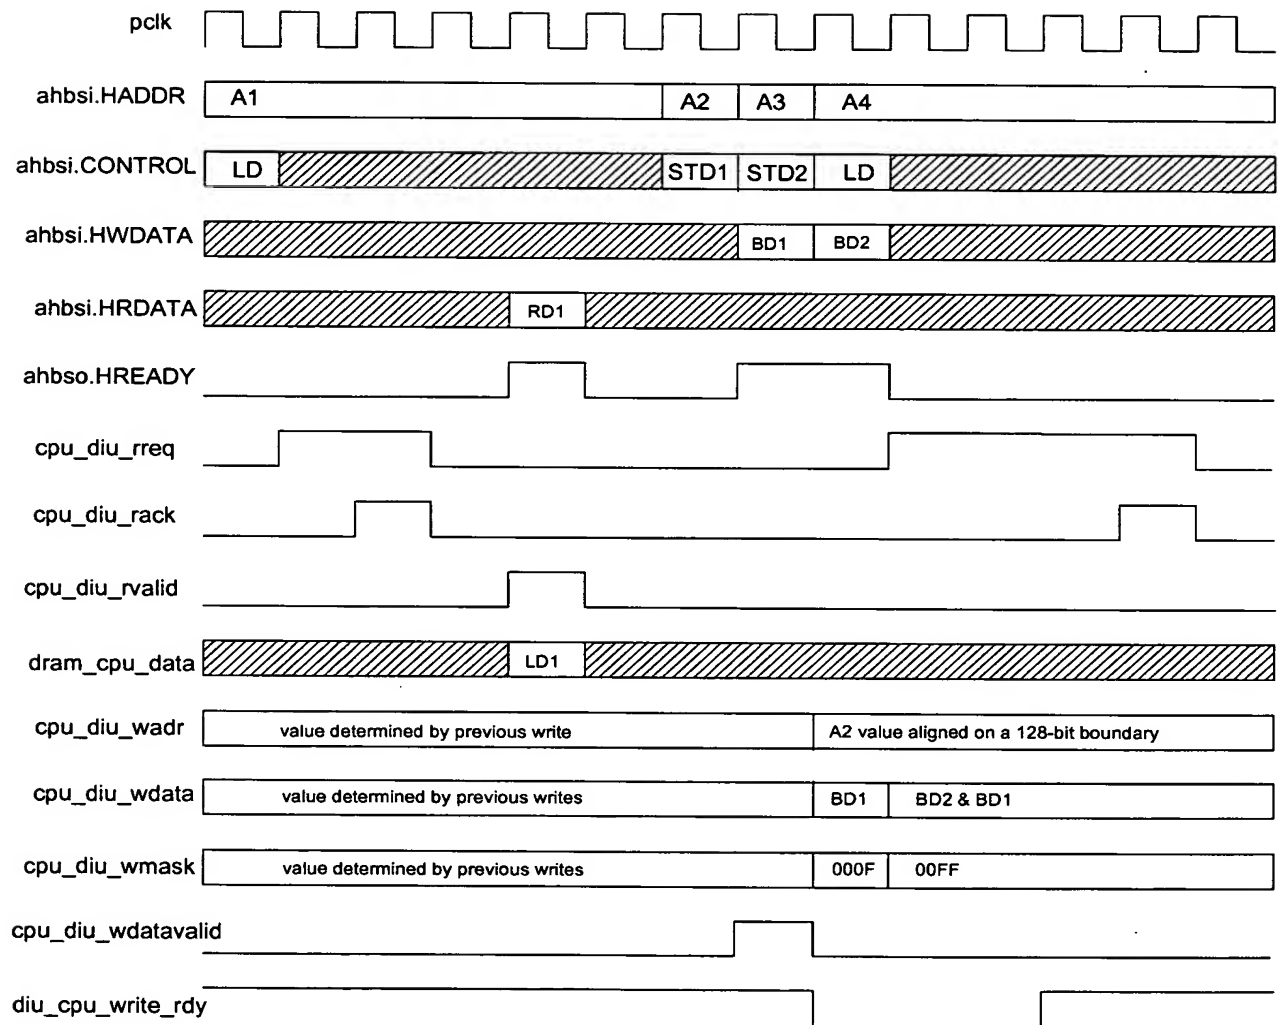 pclk
ahbsi.HADDR A1 A2 A3 A4
ahbsi.CONTROL LD STD1 STD2 LD
ahbsi.HWDATA BD1 BD2
ahbsi.HRDATA RD1
ahbso.HREADY
cpu_diu_rreq
cpu_diu_rack
cpu_diu_rvalid
dram_cpu_data LD1
cpu_diu_wadr value determined by previous write A2 value aligned on a 128-bit boundary
cpu_diu_wdata value determined by previous writes BD1 BD2 & BD1
cpu_diu_wmask value determined by previous writes 000F 00FF
cpu_diu_wdatavalid
diu_cpu_write_rdy